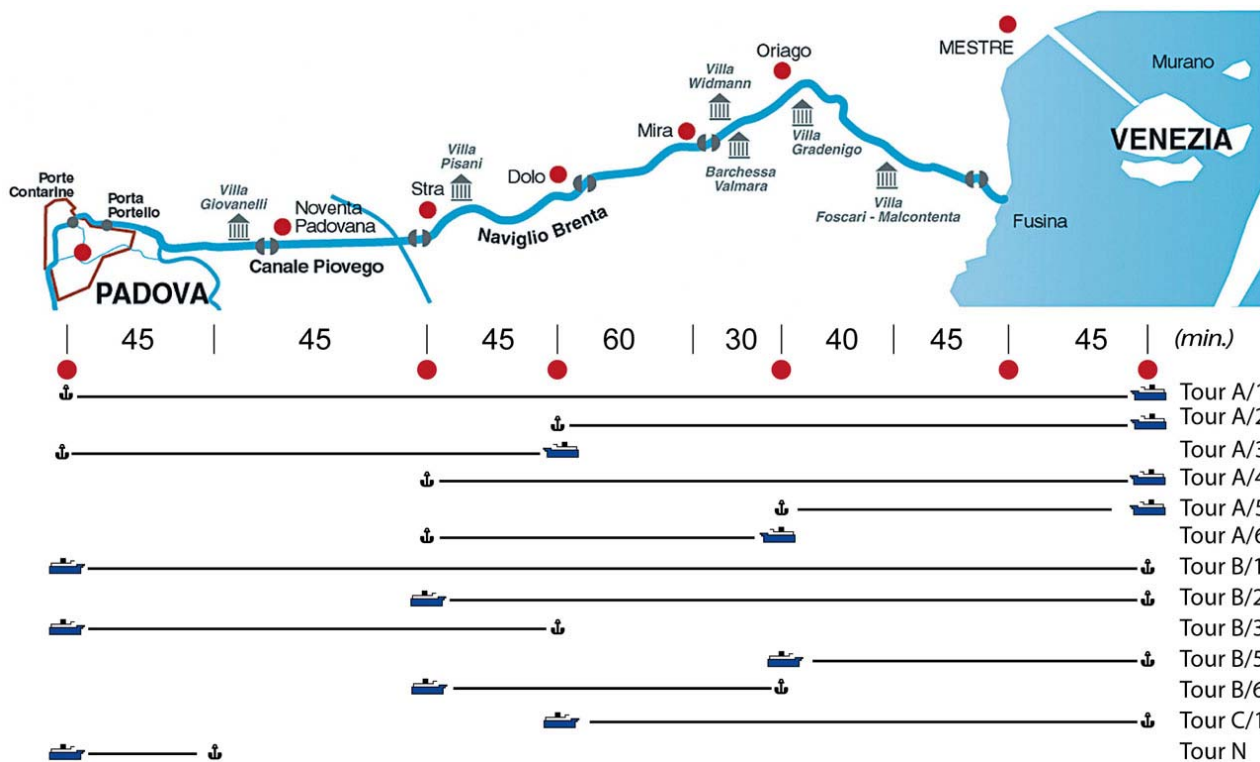 MESTRE
Murano
VENEZIA
Fusina
Oriago
Villa
Widmann
Mira
Villa
Gradenigo
Barchessa
Valmara
Villa
Foscari - Malcontenta
Villa
Pisani
Dolo
Stra
Naviglio Brenta
Porte
Contarine
Porta
Portello
Villa
Giovanelli
Noventa
Padovana
Canale Piovego
PADOVA
45 45 45 60 30 40 45 45 (min.)
Tour A/1
Tour A/2
Tour A/3
Tour A/4
Tour A/5
Tour A/6
Tour B/1
Tour B/2
Tour B/3
Tour B/5
Tour B/6
Tour C/1
Tour N